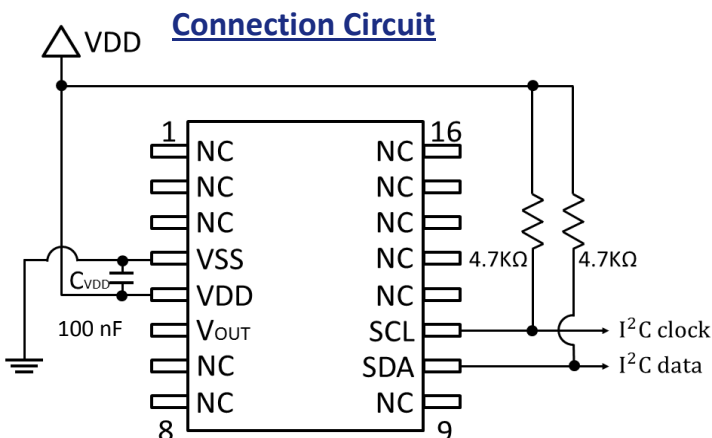 Connection Circuit
VDD
1
16
NC
NC
NC
NC
NC
NC
VSS
NC
4.7KΩ
4.7KΩ
CVDD
VDD
NC
100 nF
VOUT
SCL
I²C clock
NC
SDA
I²C data
NC
NC
8
9